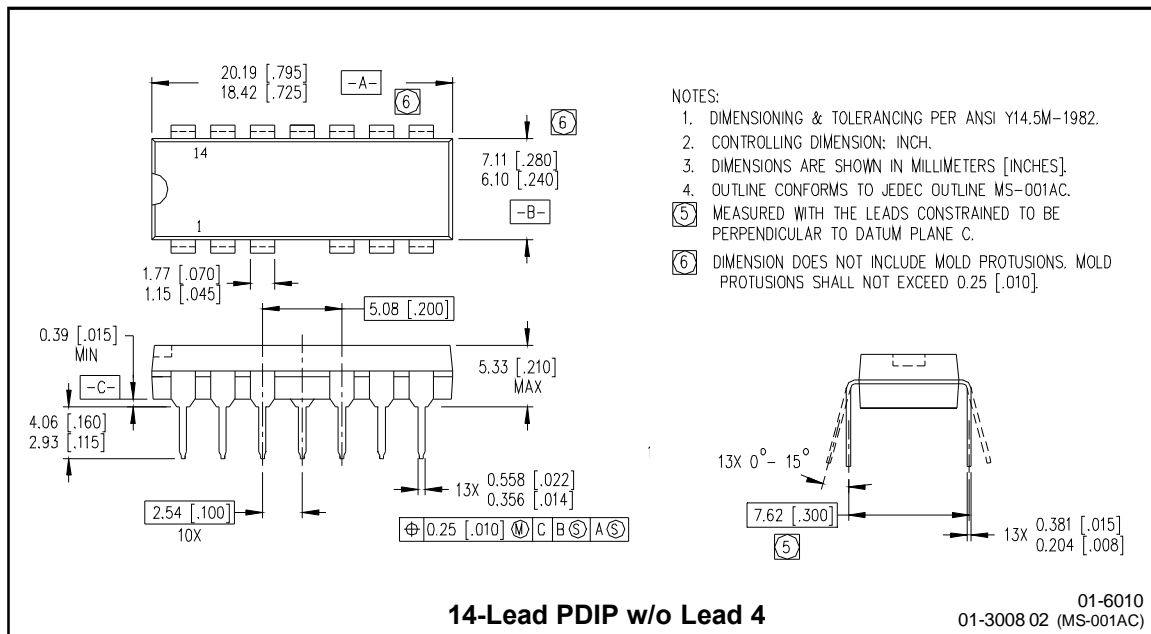 20.19 [.795]
18.42 [.725]
-A-
6
6
14
1
7.11 [.280]
6.10 [.240]
-B-
1.77 [.070]
1.15 [.045]
5.08 [.200]
0.39 [.015]
MIN
-C-
5.33 [.210]
MAX
4.06 [.160]
2.93 [.115]
13X 0.558 [.022]
0.356 [.014]
2.54 [.100]
10X
⌖ 0.25 [.010] Ⓜ C B Ⓢ A Ⓢ
NOTES:
1. DIMENSIONING & TOLERANCING PER ANSI Y14.5M-1982.
2. CONTROLLING DIMENSION: INCH.
3. DIMENSIONS ARE SHOWN IN MILLIMETERS [INCHES].
4. OUTLINE CONFORMS TO JEDEC OUTLINE MS-001AC.
5 MEASURED WITH THE LEADS CONSTRAINED TO BE
PERPENDICULAR TO DATUM PLANE C.
6 DIMENSION DOES NOT INCLUDE MOLD PROTUSIONS. MOLD
PROTUSIONS SHALL NOT EXCEED 0.25 [.010].
13X 0°- 15°
7.62 [.300]
5
13X 0.381 [.015]
0.204 [.008]
14-Lead PDIP w/o Lead 4
01-6010
01-3008 02 (MS-001AC)